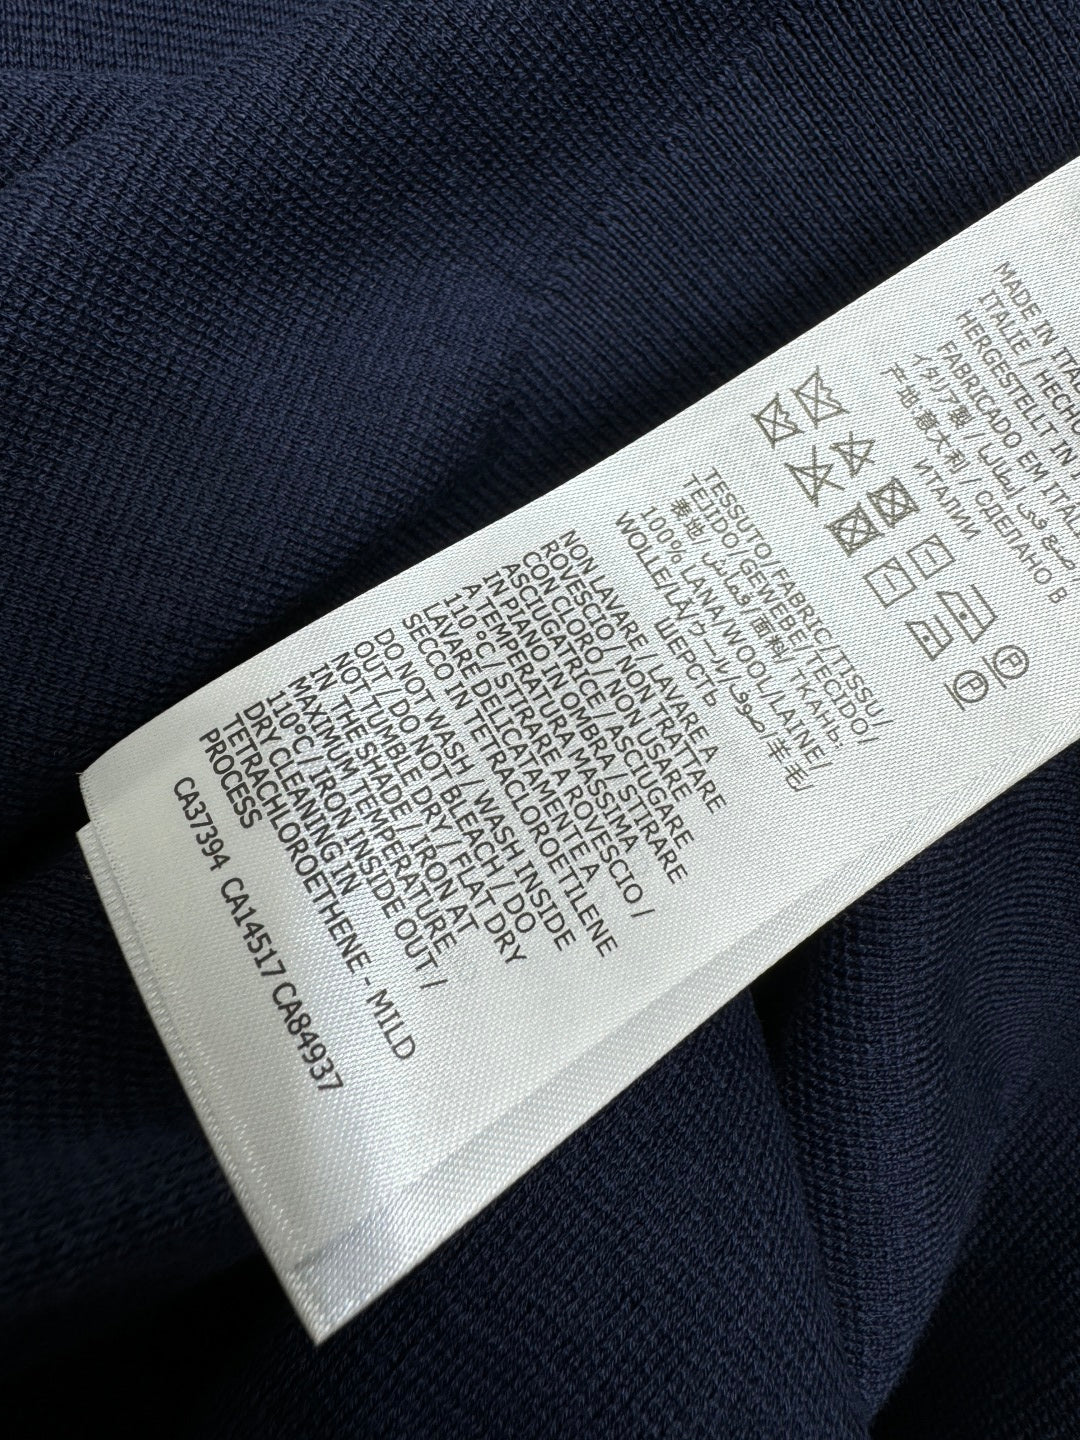 MADE IN ITAL
ITALIE / HECHO
HERGESTELLT IN I
FABRICADO EM ITAL
イタリア製 / صنع في إيطاليا /
产地:意大利 / СДЕЛАНО В
ИТАЛИИ
TESSUTO/FABRIC/TISSU/
TEJIDO/GEWEBE/TECIDO/
表地/قماش/面料/ТКАНЬ:
100% LANA/WOOL/LAINE/
WOLLE/LÃ/ウール/صوف/羊毛/
ШЕРСТЬ
NON LAVARE / LAVARE A
ROVESCIO / NON TRATTARE
CON CLORO / NON USARE
ASCIUGATRICE / ASCIUGARE
IN PIANO IN OMBRA / STIRARE
A TEMPERATURA MASSIMA
110 °C / STIRARE A ROVESCIO /
LAVARE DELICATAMENTE A
SECCO IN TETRACLOROETILENE
DO NOT WASH / WASH INSIDE
OUT / DO NOT BLEACH / DO
NOT TUMBLE DRY / FLAT DRY
IN THE SHADE / IRON AT
MAXIMUM TEMPERATURE
110°C / IRON INSIDE OUT /
DRY CLEANING IN
TETRACHLOROETHENE - MILD
PROCESS
CA37394 CA14517 CA84937